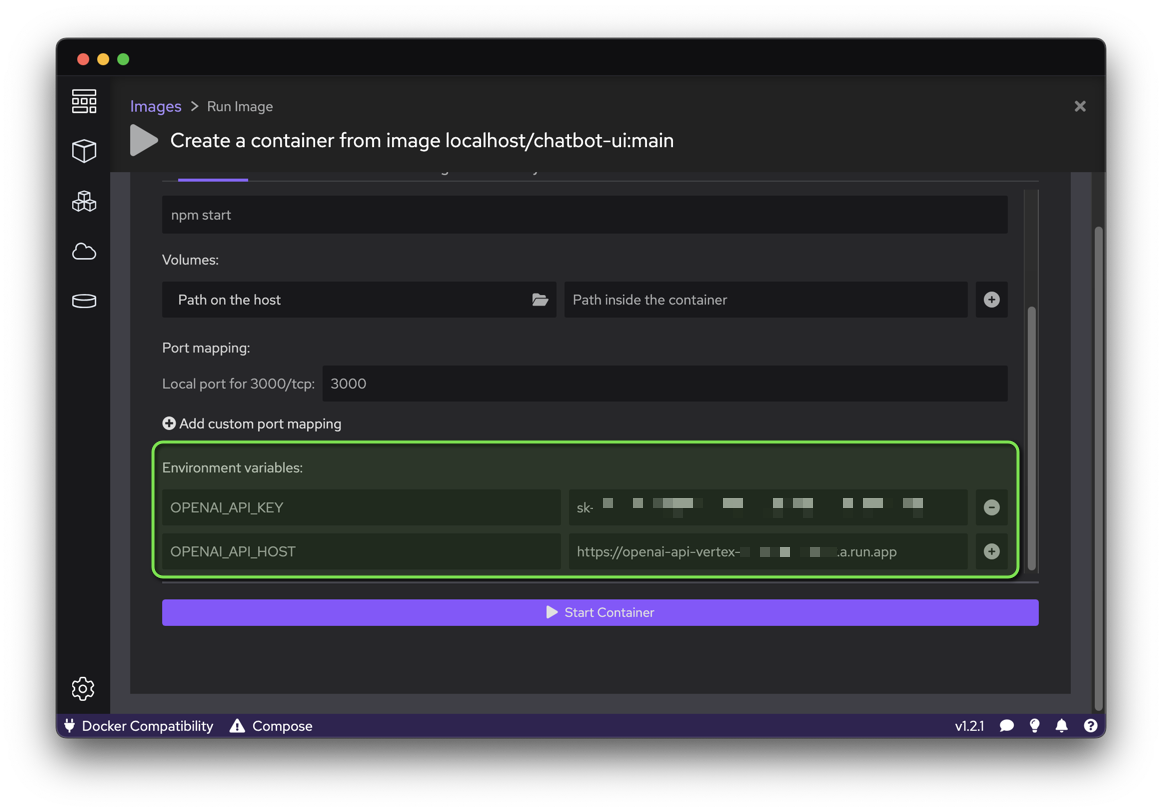 Images > Run Image
Create a container from image localhost/chatbot-ui:main
npm start
Volumes:
Path on the host Path inside the container
Port mapping:
Local port for 3000/tcp: 3000
Add custom port mapping
Environment variables:
OPENAI_API_KEY sk-
OPENAI_API_HOST https://openai-api-vertex- .a.run.app
Start Container
Docker Compatibility Compose v1.2.1